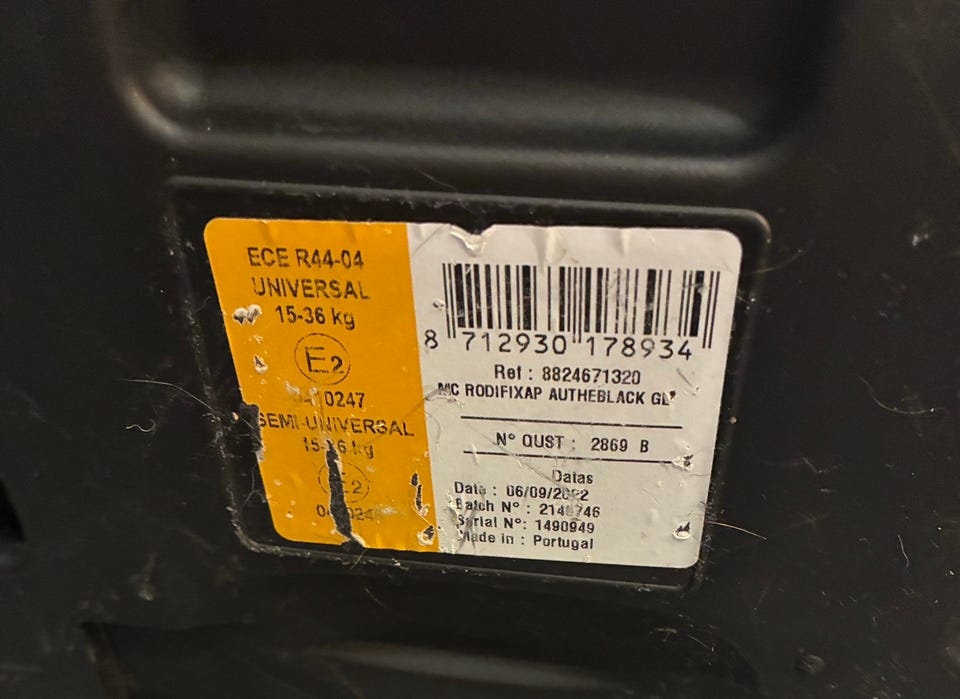 ECE R44-04
UNIVERSAL
15-36 kg
E2
0247
SEMI-UNIVERSAL
kg
E2
8 712930 178934
Ref : 8824671320
MC RODIFIXAP AUTHEBLACK
N° QUST : 2869 B
Datas
Date : 06/09/2022
Batch N° :
Serial N°: 1490949
Made in : Portugal